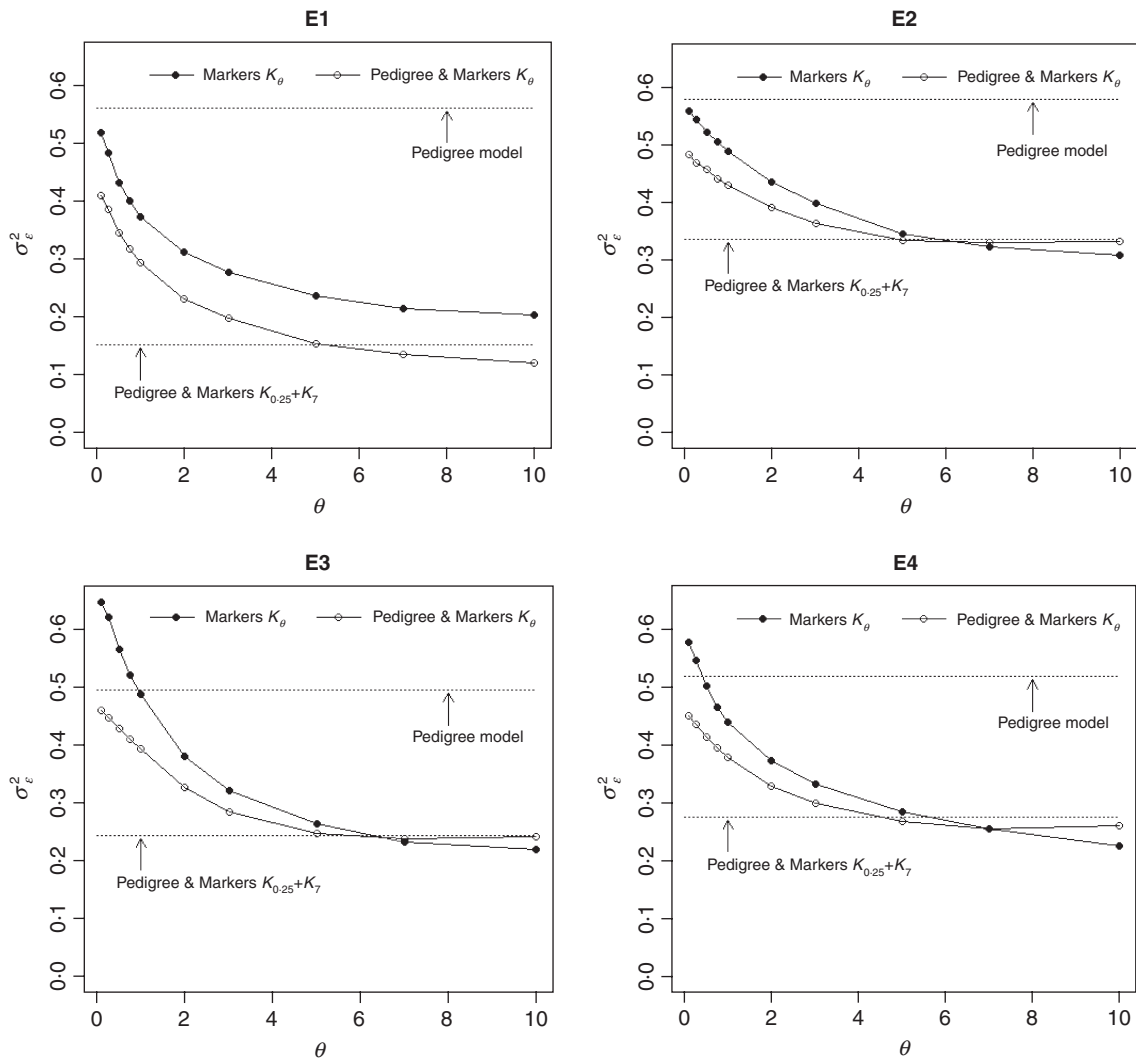 E1
Markers Kθ
Pedigree & Markers Kθ
Pedigree model
Pedigree & Markers K0·25+K7
σ²ε
0·0
0·1
0·2
0·3
0·4
0·5
0·6
0 2 4 6 8 10
θ
E2
Markers Kθ
Pedigree & Markers Kθ
Pedigree model
Pedigree & Markers K0·25+K7
σ²ε
0·0
0·1
0·2
0·3
0·4
0·5
0·6
0 2 4 6 8 10
θ
E3
Markers Kθ
Pedigree & Markers Kθ
Pedigree model
Pedigree & Markers K0·25+K7
σ²ε
0·0
0·1
0·2
0·3
0·4
0·5
0·6
0 2 4 6 8 10
θ
E4
Markers Kθ
Pedigree & Markers Kθ
Pedigree model
Pedigree & Markers K0·25+K7
σ²ε
0·0
0·1
0·2
0·3
0·4
0·5
0·6
0 2 4 6 8 10
θ